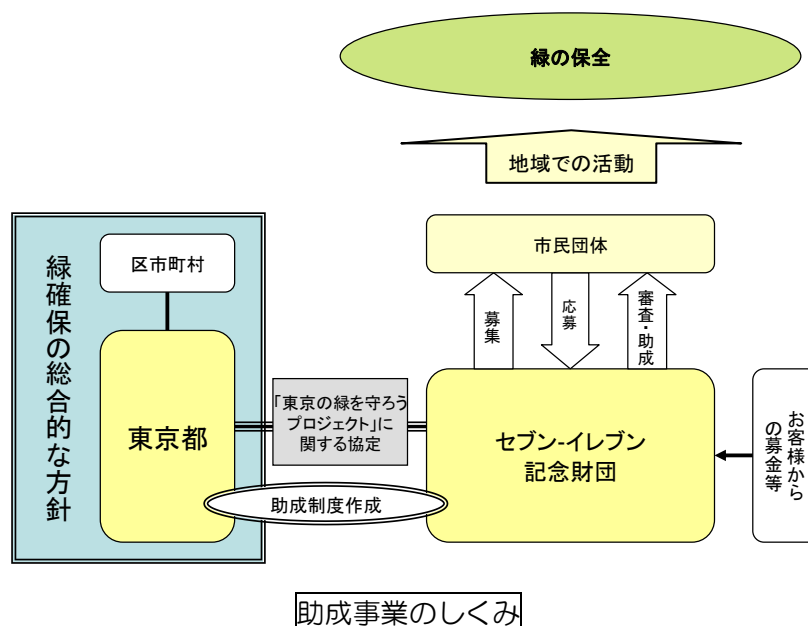 緑の保全
地域での活動
市民団体
募集
応募
審査・助成
緑確保の総合的な方針
区市町村
東京都
「東京の緑を守ろう
プロジェクト」に
関する協定
助成制度作成
セブン-イレブン
記念財団
お客様から
の募金等
助成事業のしくみ